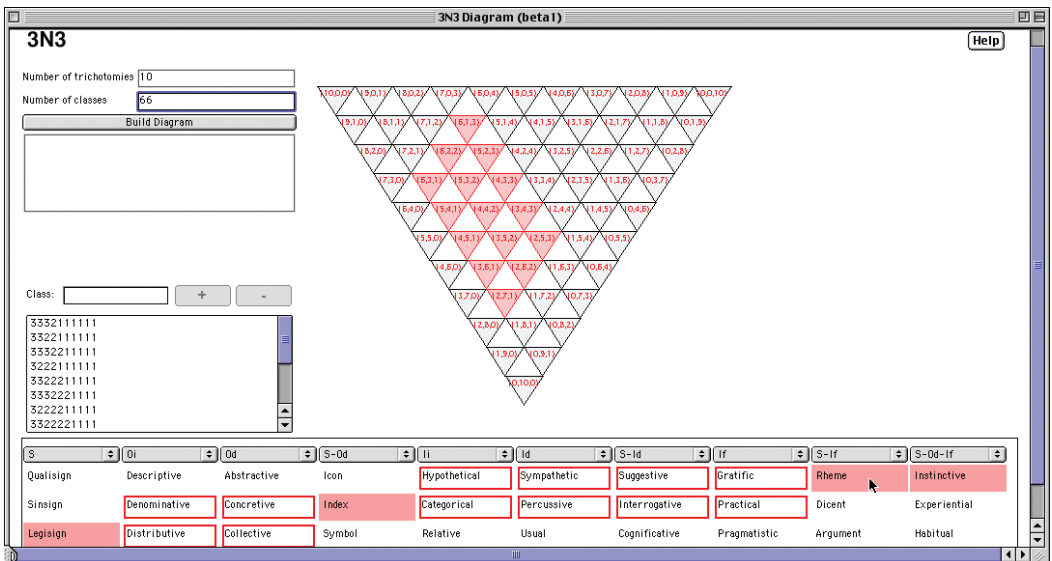 3N3 Diagram (beta1)
3N3
Help
Number of trichotomies 10
Number of classes 66
Build Diagram
(10,0,0) (9,0,1) (8,0,2) (7,0,3) (6,0,4) (5,0,5) (4,0,6) (3,0,7) (2,0,8) (1,0,9) (0,0,10)
(9,1,0) (8,1,1) (7,1,2) (6,1,3) (5,1,4) (4,1,5) (3,1,6) (2,1,7) (1,1,8) (0,1,9)
(8,2,0) (7,2,1) (6,2,2) (5,2,3) (4,2,4) (3,2,5) (2,2,6) (1,2,7) (0,2,8)
(7,3,0) (6,3,1) (5,3,2) (4,3,3) (3,3,4) (2,3,5) (1,3,6) (0,3,7)
(6,4,0) (5,4,1) (4,4,2) (3,4,3) (2,4,4) (1,4,5) (0,4,6)
(5,5,0) (4,5,1) (3,5,2) (2,5,3) (1,5,4) (0,5,5)
(4,6,0) (3,6,1) (2,6,2) (1,6,3) (0,6,4)
(3,7,0) (2,7,1) (1,7,2) (0,7,3)
(2,8,0) (1,8,1) (0,8,2)
(1,9,0) (0,9,1)
(0,10,0)
Class: + -
3332111111
3322111111
3332211111
3222111111
3322211111
3332221111
3222211111
3322221111
S Oi Od S-Od Ii Id S-Id If S-If S-Od-If
Qualisign Descriptive Abstractive Icon Hypothetical Sympathetic Suggestive Gratific Rheme Instinctive
Sinsign Denominative Concretive Index Categorical Percussive Interrogative Practical Dicent Experiential
Legisign Distributive Collective Symbol Relative Usual Cognificative Pragmatistic Argument Habitual